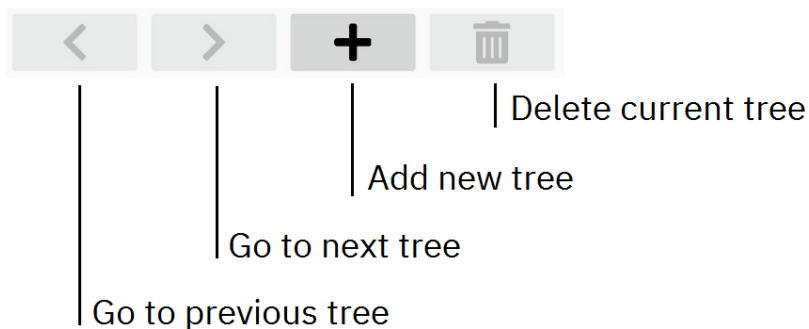 Delete current tree
Add new tree
Go to next tree
Go to previous tree